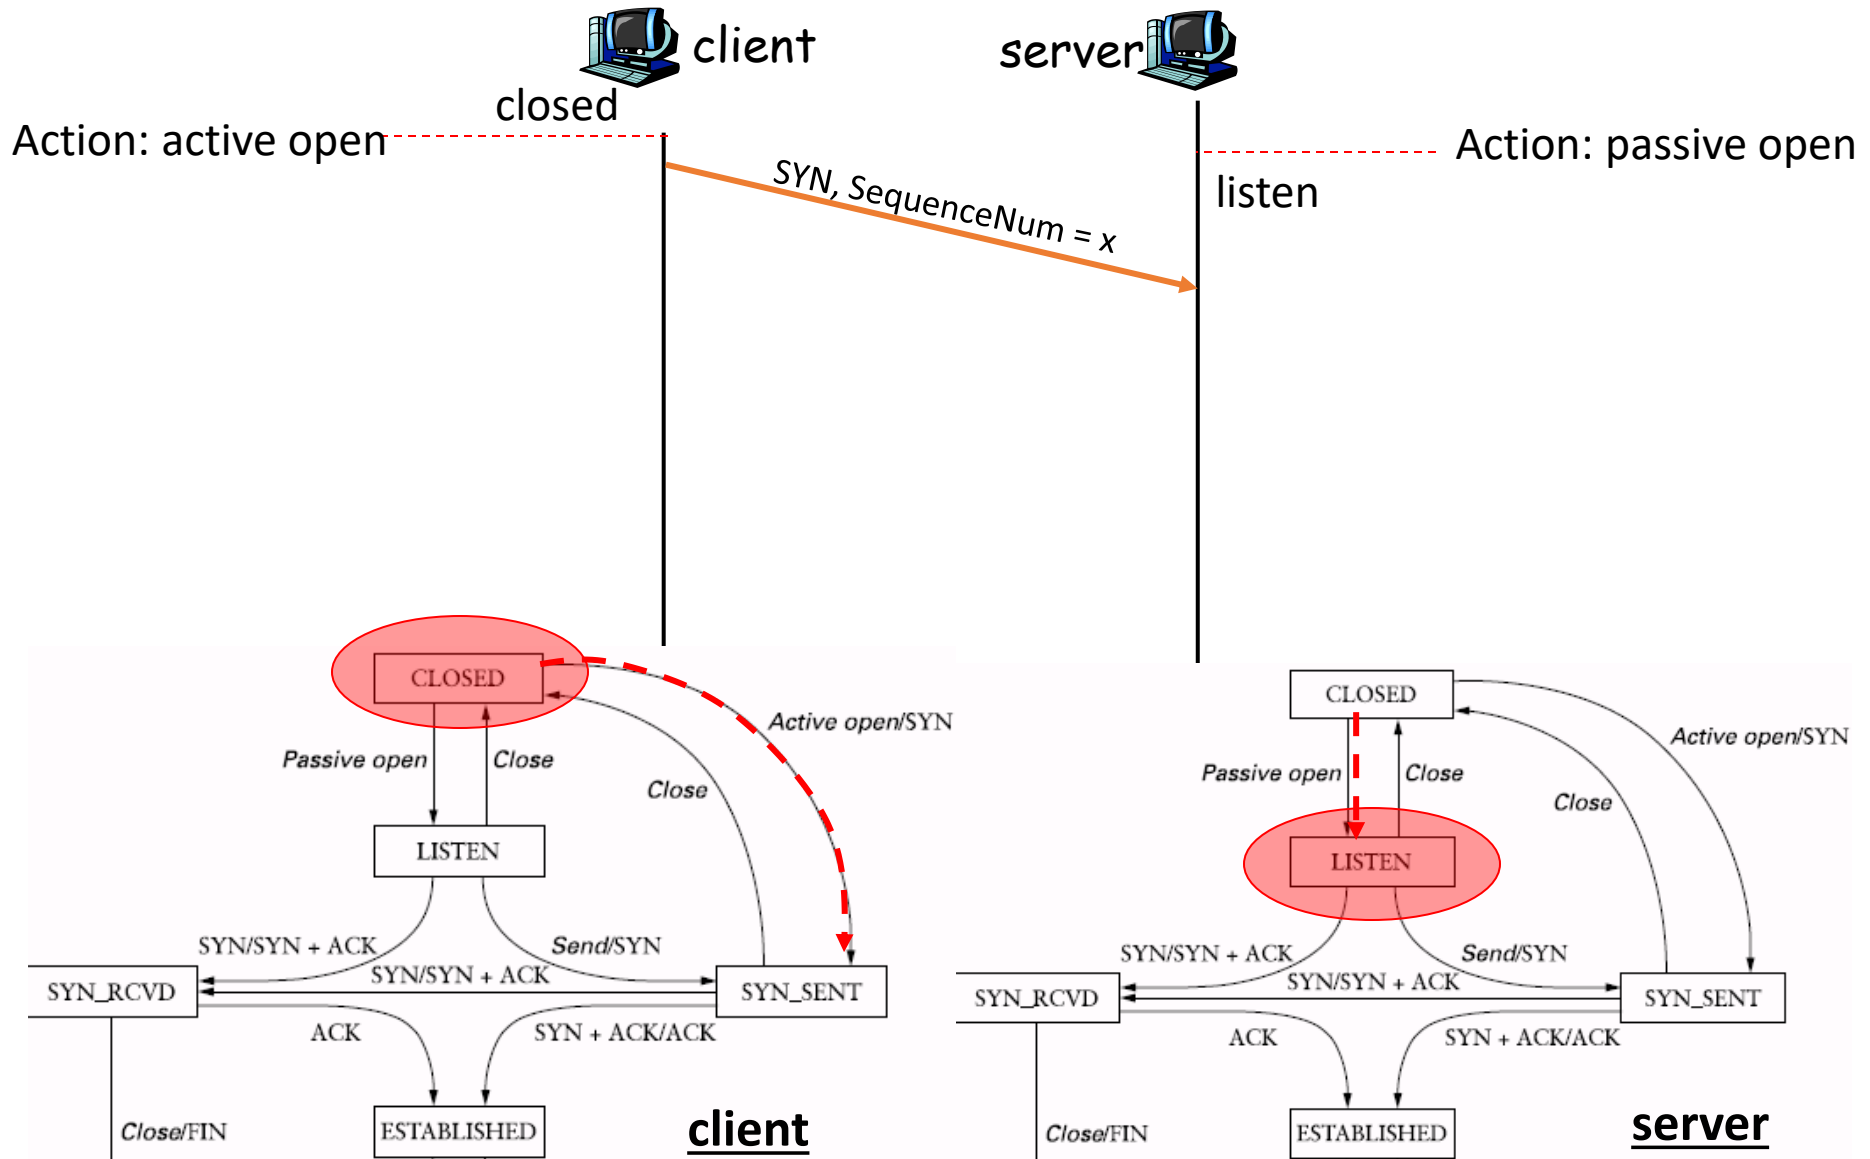 client
server
closed
Action: active open
Action: passive open
SYN, SequenceNum = x
listen
CLOSED
Active open/SYN
Passive open
Close
Close
LISTEN
SYN/SYN + ACK
Send/SYN
SYN/SYN + ACK
SYN_RCVD
SYN_SENT
ACK
SYN + ACK/ACK
Close/FIN
ESTABLISHED
client
CLOSED
Active open/SYN
Passive open
Close
Close
LISTEN
SYN/SYN + ACK
Send/SYN
SYN/SYN + ACK
SYN_RCVD
SYN_SENT
ACK
SYN + ACK/ACK
Close/FIN
ESTABLISHED
server